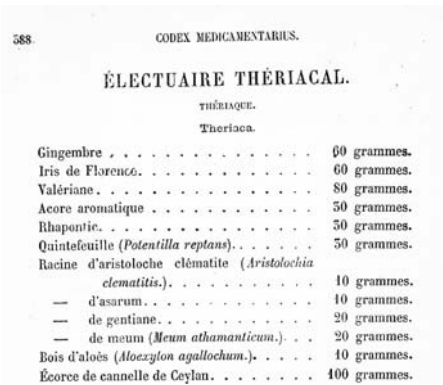 588 CODEX MEDICAMENTARIUS.
ÉLECTUAIRE THÉRIACAL.
THÉRIAQUE.
Theriaca.
Gingembre . . . . . . . . . . . . . . . 60 grammes.
Iris de Florence. . . . . . . . . . . . . 60 grammes.
Valériane. . . . . . . . . . . . . . . . 80 grammes.
Acore aromatique . . . . . . . . . . . . 30 grammes.
Rhapontic. . . . . . . . . . . . . . . . 30 grammes.
Quintefeuille (Potentilla reptans). . . . . . . 30 grammes.
Racine d'aristoloche clématite (Aristolochia
clematitis.) . . . . . . . . . . . . 10 grammes.
— d'asarum. . . . . . . . . . . . . 10 grammes.
— de gentiane. . . . . . . . . . . . 20 grammes.
— de meum (Meum athamanticum.) . . . 20 grammes.
Bois d'aloès (Aloexylon agallochum.). . . . . 10 grammes.
Écorce de cannelle de Ceylan. . . . . . . . 100 grammes.